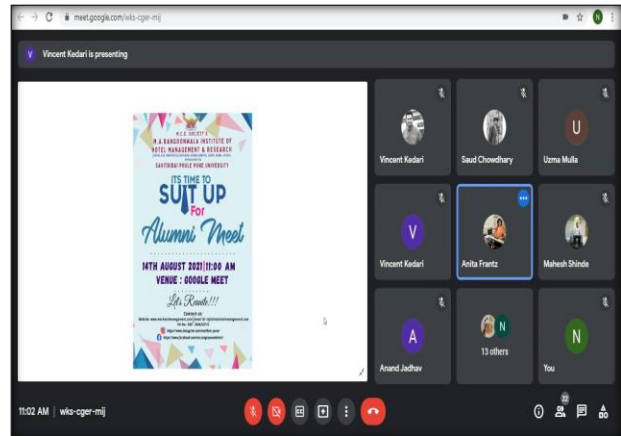 meet.google.com/wks-cger-mij
N
V Vincent Kedari is presenting
M.C.E. SOCIETY'S
M.A.RANGOONWALA INSTITUTE OF
HOTEL MANAGEMENT & RESEARCH
SAVITRIBAI PHULE PUNE UNIVERSITY
ITS TIME TO
SUIT UP
For
Alumni Meet
14TH AUGUST 2021|11:00 AM
VENUE : GOOGLE MEET
Let's Reunite!!!
Contact us:
Vincent Kedari
Saud Chowdhary
U
Uzma Mulla
V
Vincent Kedari
Anita Frantz
Mahesh Shinde
A
Anand Jadhav
N
13 others
N
You
11:02 AM | wks-cger-mij
22